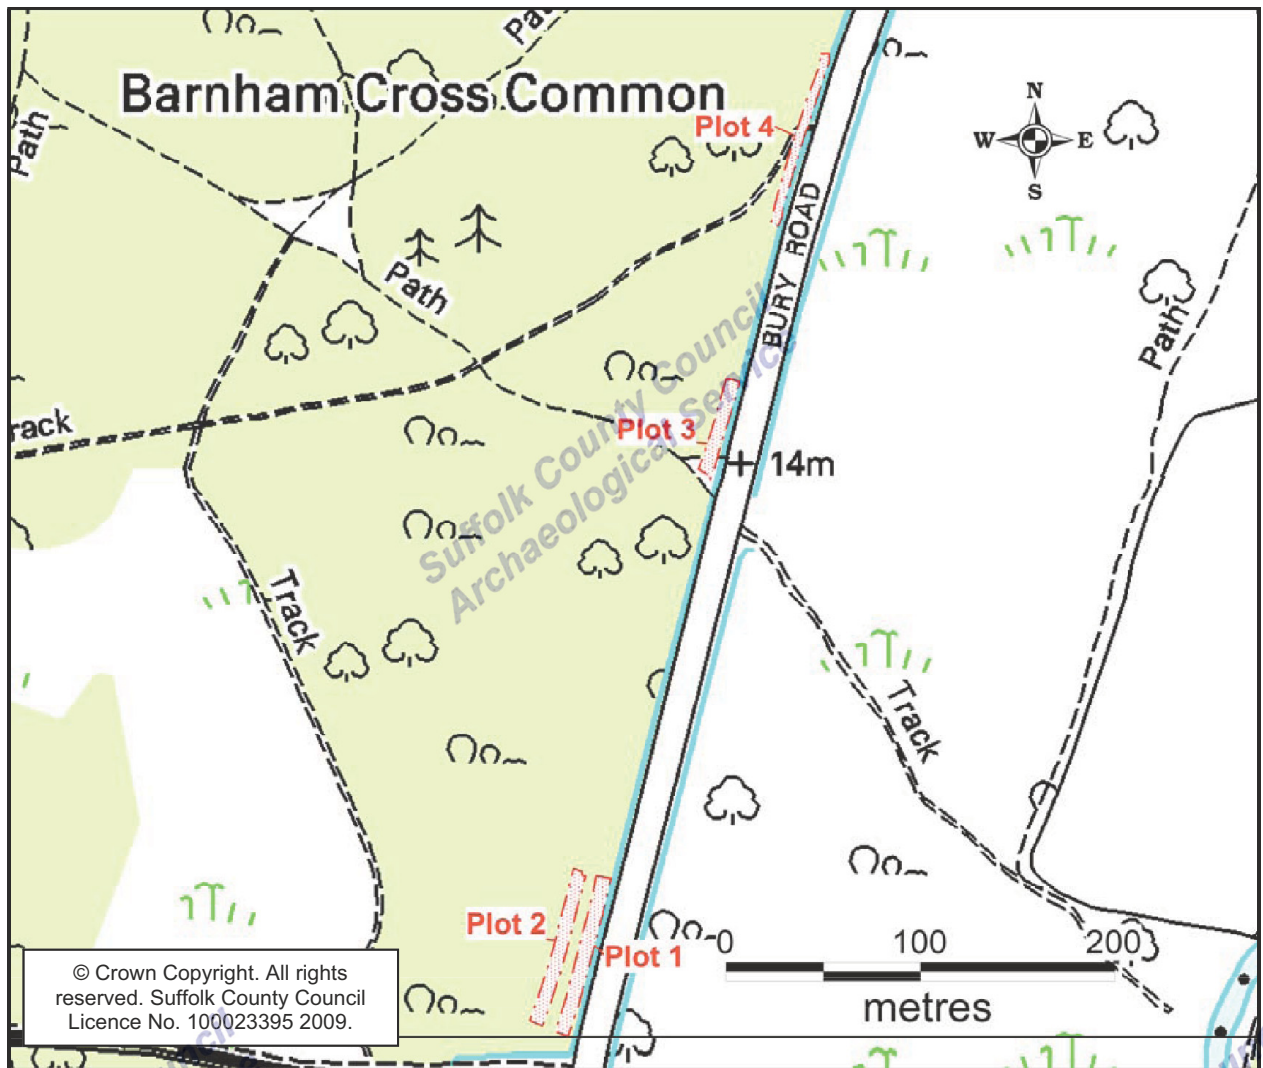 Path
Barnham Cross Common
Path
Plot 4
N
W E
S
BURY ROAD
Path
Path
Suffolk County Council
Archaeological Service
rack
Plot 3
14m
Track
Track
Plot 2
Plot 1
0 100 200
metres
© Crown Copyright. All rights
reserved. Suffolk County Council
Licence No. 100023395 2009.